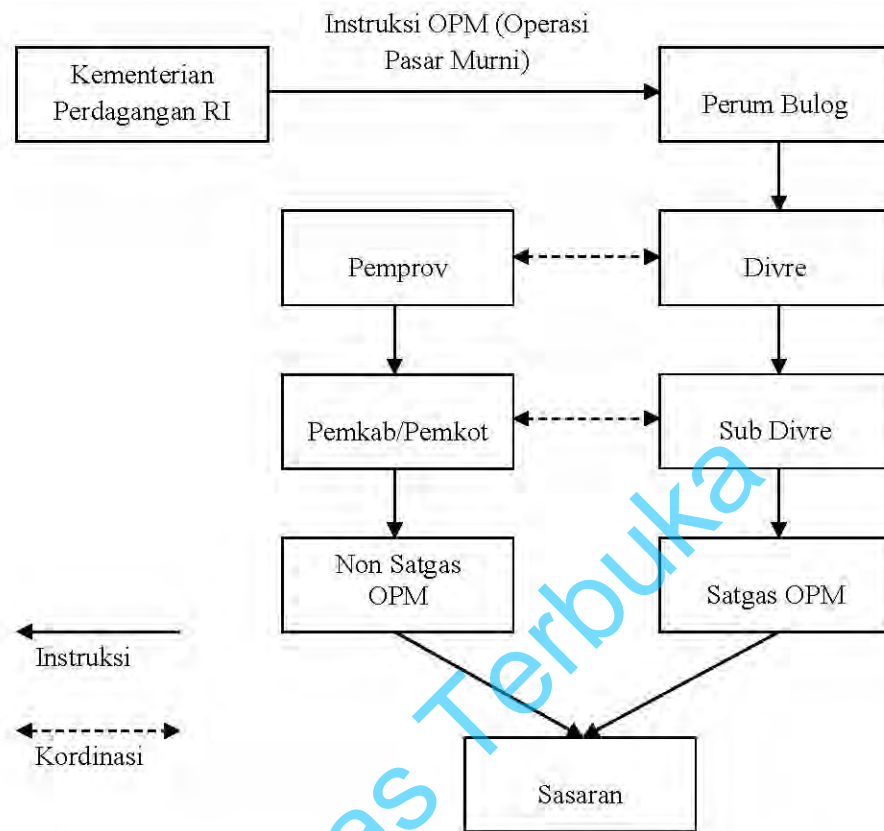 Instruksi OPM (Operasi
Pasar Murni)
Kementerian
Perdagangan RI
Perum Bulog
Pemprov
Divre
Pemkab/Pemkot
Sub Divre
Non Satgas
OPM
Satgas OPM
Instruksi
Kordinasi
Sasaran
as Terbuka